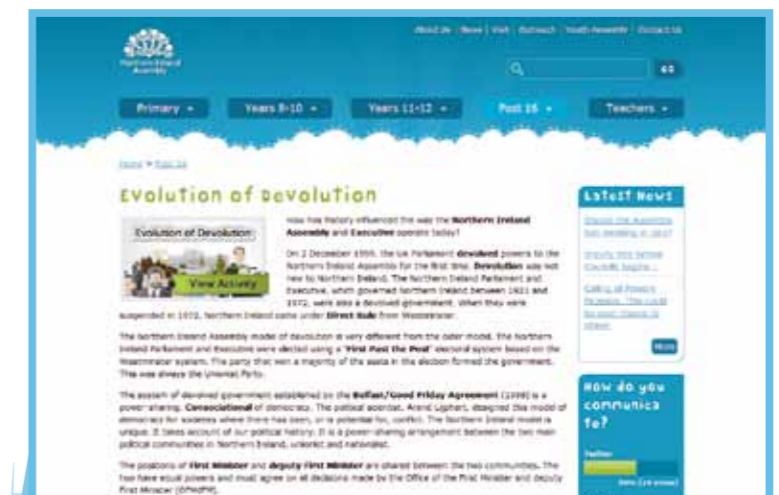 About Us | News | Visit | Outreach | Youth Assembly | Contact Us
Northern Ireland
Assembly
GO
Primary
Years 8-10
Years 11-12
Post 16
Teachers
Home > Post 16
Evolution of Devolution
Latest News
Evolution of Devolution
View Activity
How has history influenced the way the Northern Ireland
Assembly and Executive operate today?
On 2 December 1999, the UK Parliament devolved powers to the
Northern Ireland Assembly for the first time. Devolution was not
new to Northern Ireland. The Northern Ireland Parliament and
Executive, which governed Northern Ireland between 1921 and
1972, were also a devolved government. When they were
suspended in 1972, Northern Ireland came under Direct Rule from Westminster.
The Northern Ireland Assembly model of devolution is very different from the older model. The Northern
Ireland Parliament and Executive were elected using a 'First Past the Post' electoral system based on the
Westminster system. The party that won a majority of the seats in the election formed the government.
This was always the Unionist Party.
The system of devolved government established by the Belfast/Good Friday Agreement (1998) is a
power-sharing, Consociational of democracy. The political scientist, Arend Lijphart, designed this model of
democracy for societies where there has been, or is potential for, conflict. The Northern Ireland model is
unique. It takes account of our political history. It is a power-sharing arrangement between the two main
political communities in Northern Ireland, unionist and nationalist.
The positions of First Minister and deputy First Minister are shared between the two communities. The
two have equal powers and must agree on all decisions made by the Office of the First Minister and deputy
First Minister (OFMdFM).
More
How do you
communica
te?
Twitter